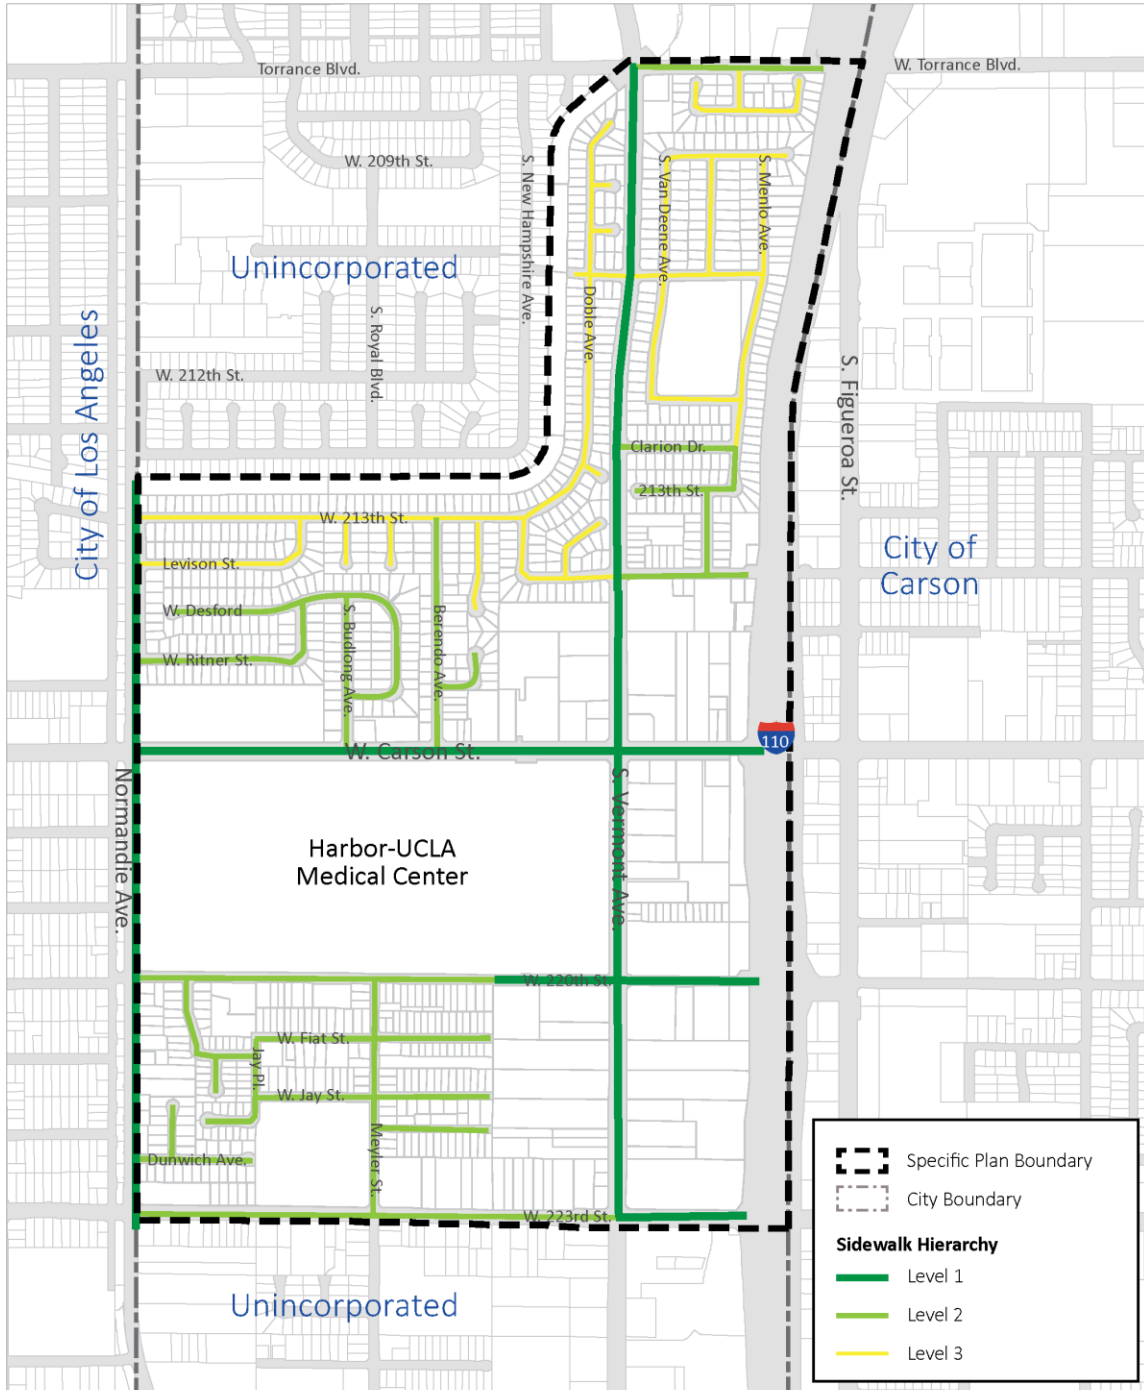 Torrance Blvd.
W. Torrance Blvd.
W. 209th St.
S. New Hampshire Ave.
S. Van Deene Ave.
S. Menlo Ave.
Unincorporated
Doble Ave.
S. Royal Blvd.
City of Los Angeles
W. 212th St.
S. Figueroa St.
Clarion Dr.
213th St.
W. 213th St.
City of
Carson
Levison St.
W. Desford
S. Budlong Ave.
Berendo Ave.
W. Ritner St.
110
W. Carson St.
Normandie Ave.
S. Vermont Ave.
Harbor-UCLA
Medical Center
W. 220th St.
W. Fiat St.
Jay Pl.
W. Jay St.
Meyler St.
Dunwich Ave.
W. 223rd St.
Unincorporated
Specific Plan Boundary
City Boundary
Sidewalk Hierarchy
Level 1
Level 2
Level 3